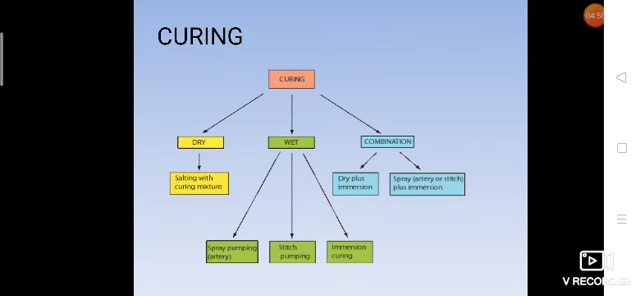 04:50
CURING
CURING
DRY
WET
COMBINATION
Salting with
curing mixture
Dry plus
immersion
Spray (artery or stitch)
plus immersion
Spray pumping
(artery)
Stitch
pumping
Immersion
curing
V RECORDER